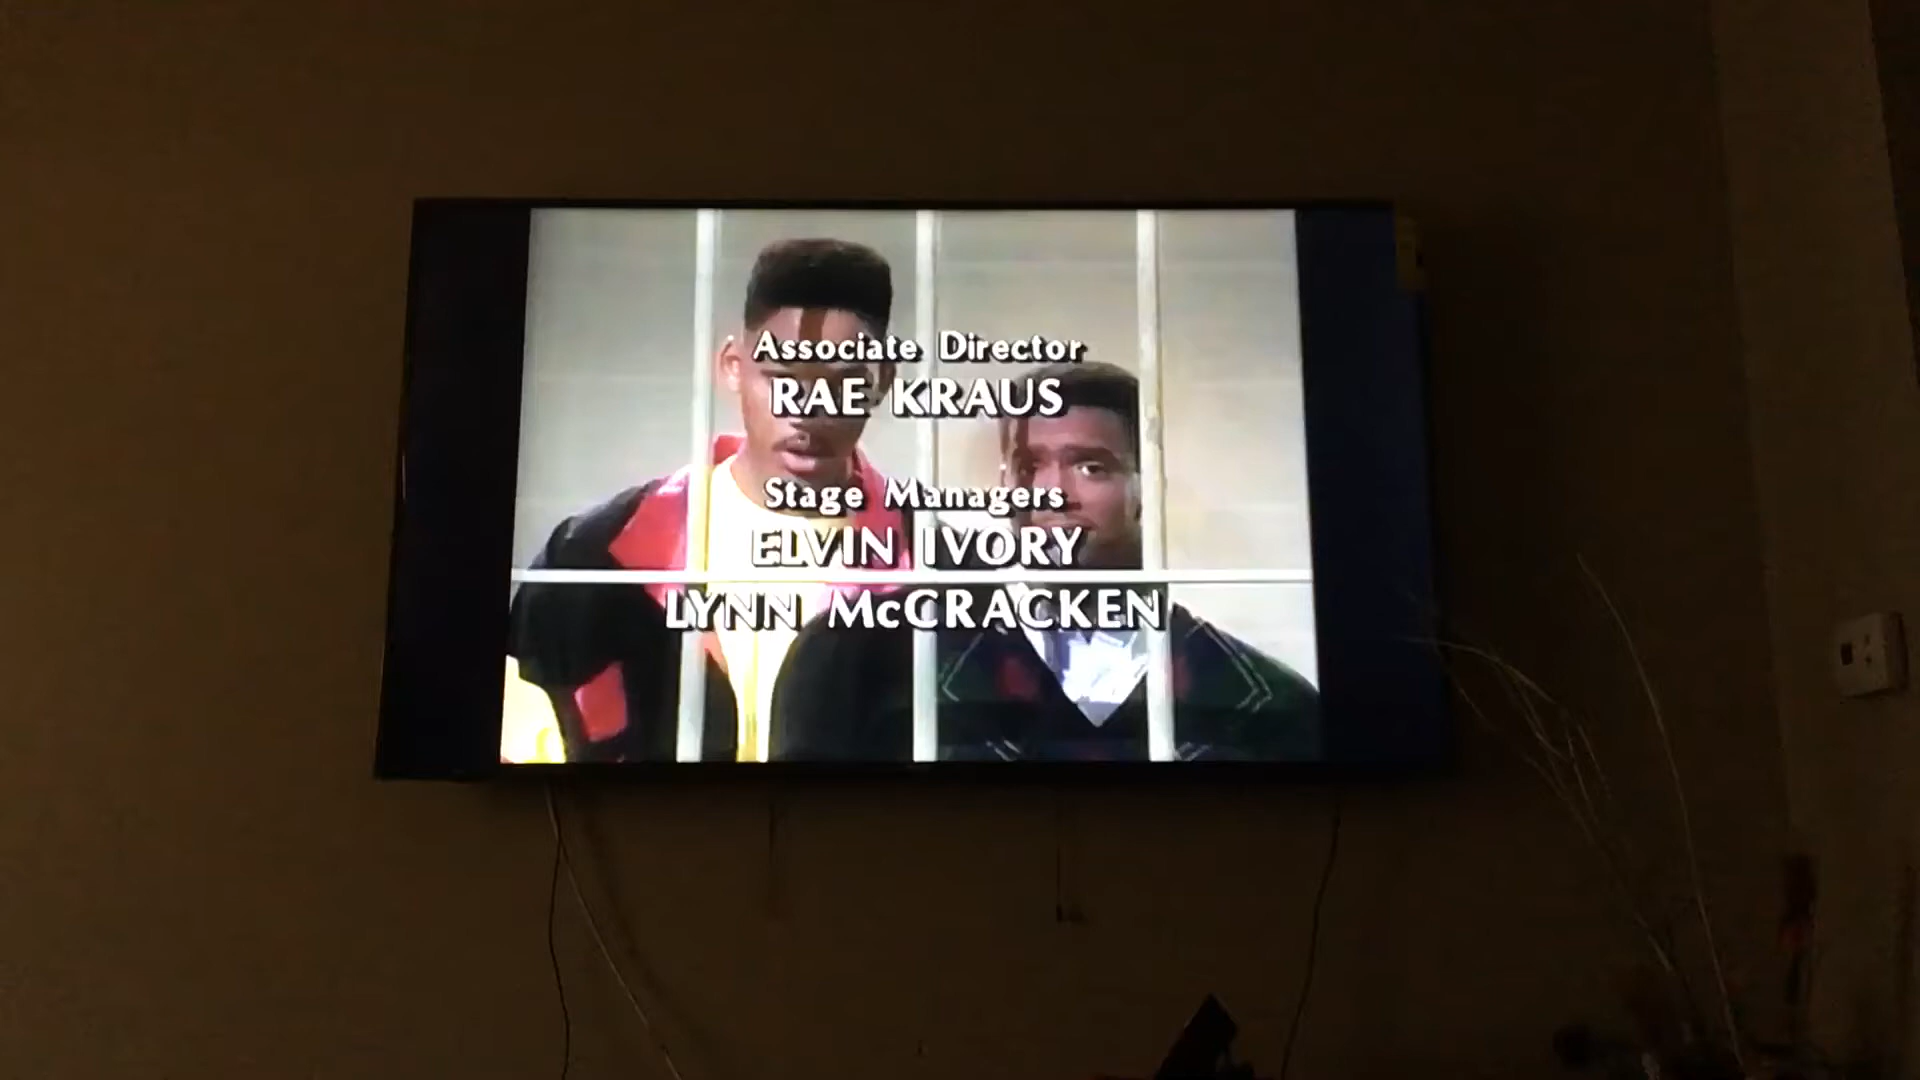 Associate Director
RAE KRAUS
Stage Managers
ELVIN IVORY
LYNN McCRACKEN